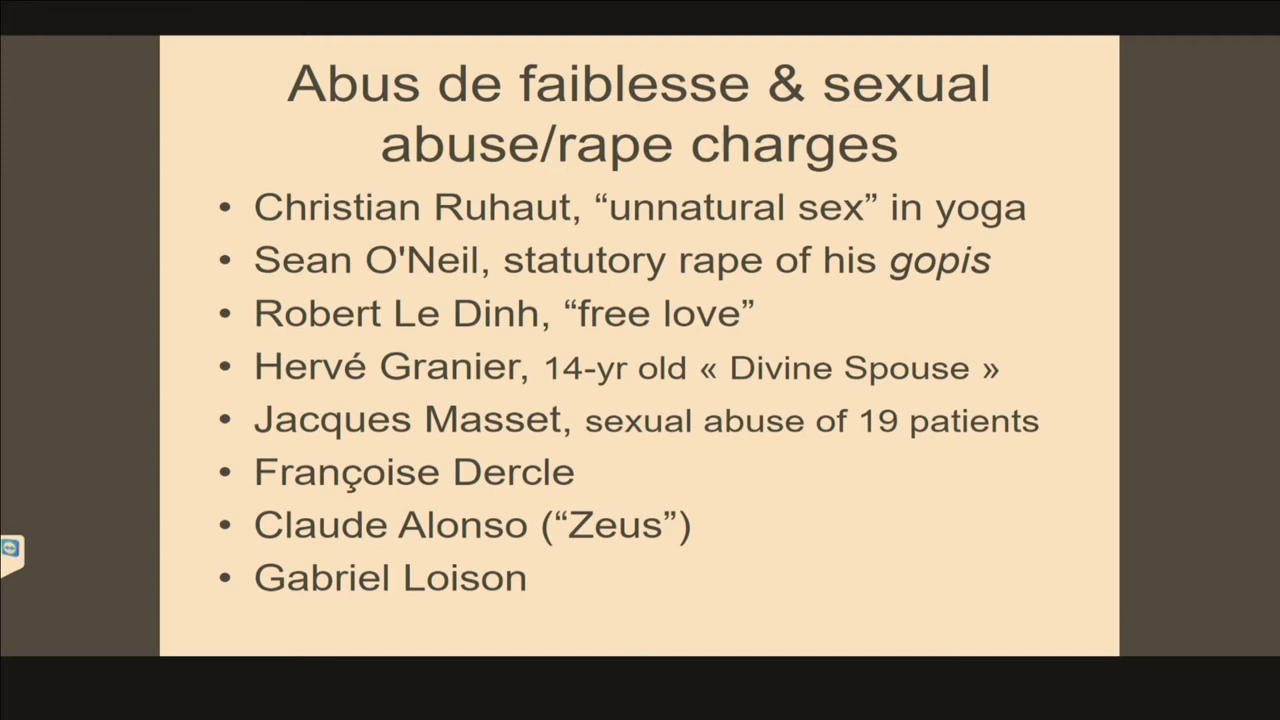 Abus de faiblesse & sexual
abuse/rape charges
• Christian Ruhaut, “unnatural sex” in yoga
• Sean O'Neil, statutory rape of his gopis
• Robert Le Dinh, “free love”
• Hervé Granier, 14-yr old « Divine Spouse »
• Jacques Masset, sexual abuse of 19 patients
• Françoise Dercle
• Claude Alonso (“Zeus”)
• Gabriel Loison